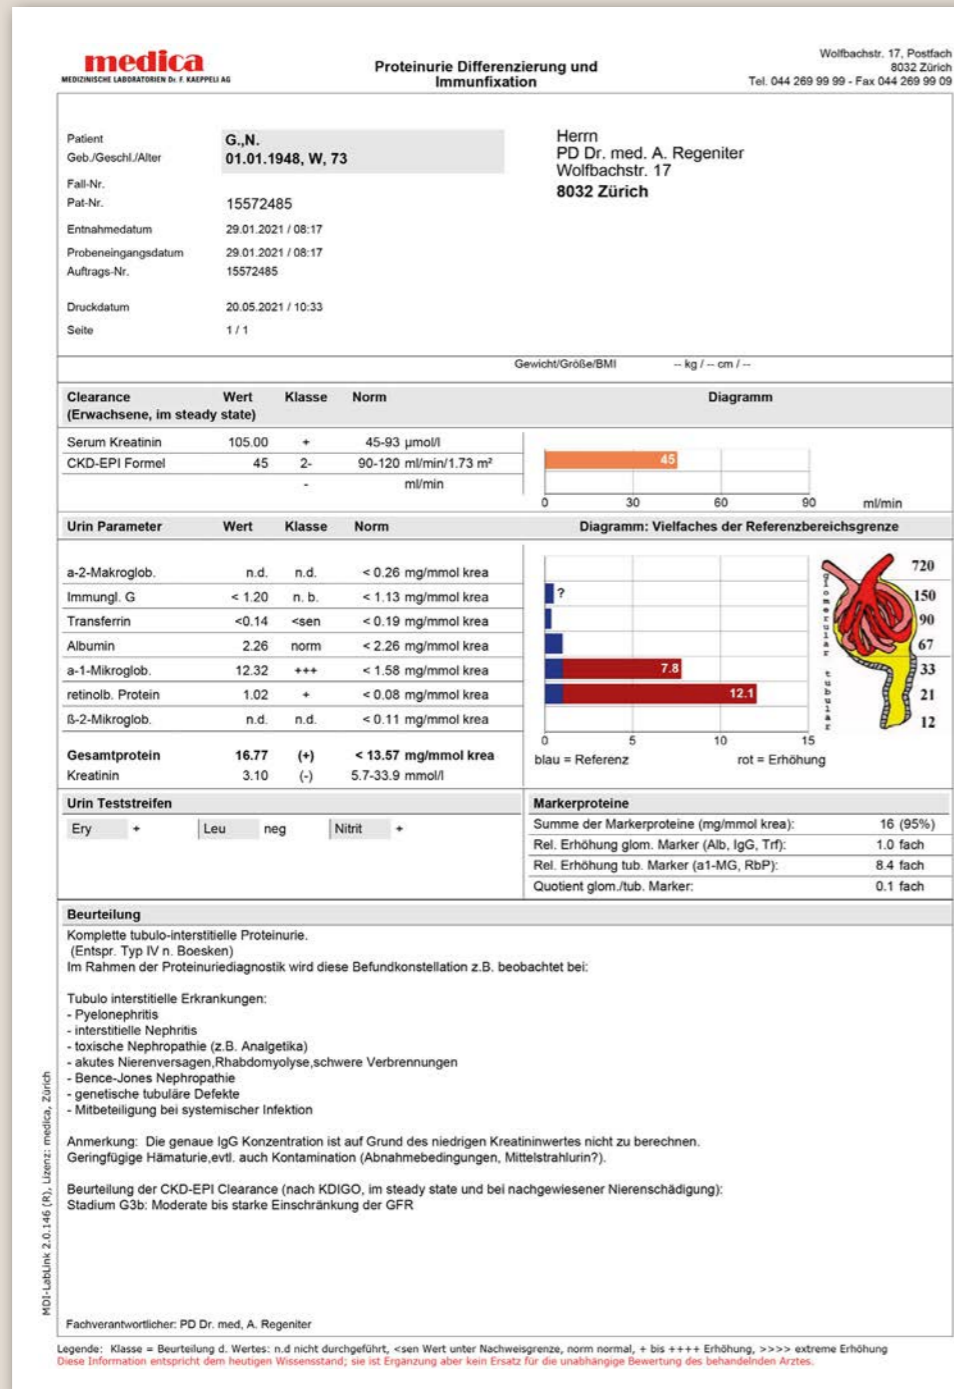 medica
MEDIZINISCHE LABORATORIEN Dr. F. KAEPPELI AG
Proteinurie Differenzierung und
Immunfixation
Wolfbachstr. 17, Postfach
8032 Zürich
Tel. 044 269 99 99 - Fax 044 269 99 09
Patient G.,N.
Geb./Geschl./Alter 01.01.1948, W, 73
Fall-Nr.
Pat-Nr. 15572485
Entnahmedatum 29.01.2021 / 08:17
Probeneingangsdatum 29.01.2021 / 08:17
Auftrags-Nr. 15572485
Druckdatum 20.05.2021 / 10:33
Seite 1 / 1
Herrn
PD Dr. med. A. Regeniter
Wolfbachstr. 17
8032 Zürich
Gewicht/Größe/BMI -- kg / -- cm / --
Clearance Wert Klasse Norm Diagramm
(Erwachsene, im steady state)
Serum Kreatinin 105.00 + 45-93 µmol/l
CKD-EPI Formel 45 2- 90-120 ml/min/1.73 m²
- ml/min
45
0 30 60 90 ml/min
Urin Parameter Wert Klasse Norm Diagramm: Vielfaches der Referenzbereichsgrenze
a-2-Makroglob. n.d. n.d. < 0.26 mg/mmol krea
Immungl. G < 1.20 n. b. < 1.13 mg/mmol krea
Transferrin <0.14 <sen < 0.19 mg/mmol krea
Albumin 2.26 norm < 2.26 mg/mmol krea
a-1-Mikroglob. 12.32 +++ < 1.58 mg/mmol krea
retinolb. Protein 1.02 + < 0.08 mg/mmol krea
ß-2-Mikroglob. n.d. n.d. < 0.11 mg/mmol krea
Gesamtprotein 16.77 (+) < 13.57 mg/mmol krea
Kreatinin 3.10 (-) 5.7-33.9 mmol/l
?
7.8
12.1
0 5 10 15
blau = Referenz rot = Erhöhung
glomerular tubulär
720
150
90
67
33
21
12
Urin Teststreifen
Ery + Leu neg Nitrit +
Markerproteine
Summe der Markerproteine (mg/mmol krea): 16 (95%)
Rel. Erhöhung glom. Marker (Alb, IgG, Trf): 1.0 fach
Rel. Erhöhung tub. Marker (a1-MG, RbP): 8.4 fach
Quotient glom./tub. Marker: 0.1 fach
Beurteilung
Komplette tubulo-interstitielle Proteinurie.
(Entspr. Typ IV n. Boesken)
Im Rahmen der Proteinuriediagnostik wird diese Befundkonstellation z.B. beobachtet bei:
Tubulo interstitielle Erkrankungen:
- Pyelonephritis
- interstitielle Nephritis
- toxische Nephropathie (z.B. Analgetika)
- akutes Nierenversagen,Rhabdomyolyse,schwere Verbrennungen
- Bence-Jones Nephropathie
- genetische tubuläre Defekte
- Mitbeteiligung bei systemischer Infektion
Anmerkung: Die genaue IgG Konzentration ist auf Grund des niedrigen Kreatininwertes nicht zu berechnen.
Geringfügige Hämaturie,evtl. auch Kontamination (Abnahmebedingungen, Mittelstrahlurin?).
Beurteilung der CKD-EPI Clearance (nach KDIGO, im steady state und bei nachgewiesener Nierenschädigung):
Stadium G3b: Moderate bis starke Einschränkung der GFR
Fachverantwortlicher: PD Dr. med, A. Regeniter
MDI-LabLink 2.0.146 (R), Lizenz: medica, Zürich
Legende: Klasse = Beurteilung d. Wertes: n.d nicht durchgeführt, <sen Wert unter Nachweisgrenze, norm normal, + bis ++++ Erhöhung, >>>> extreme Erhöhung
Diese Information entspricht dem heutigen Wissensstand; sie ist Ergänzung aber kein Ersatz für die unabhängige Bewertung des behandelnden Arztes.